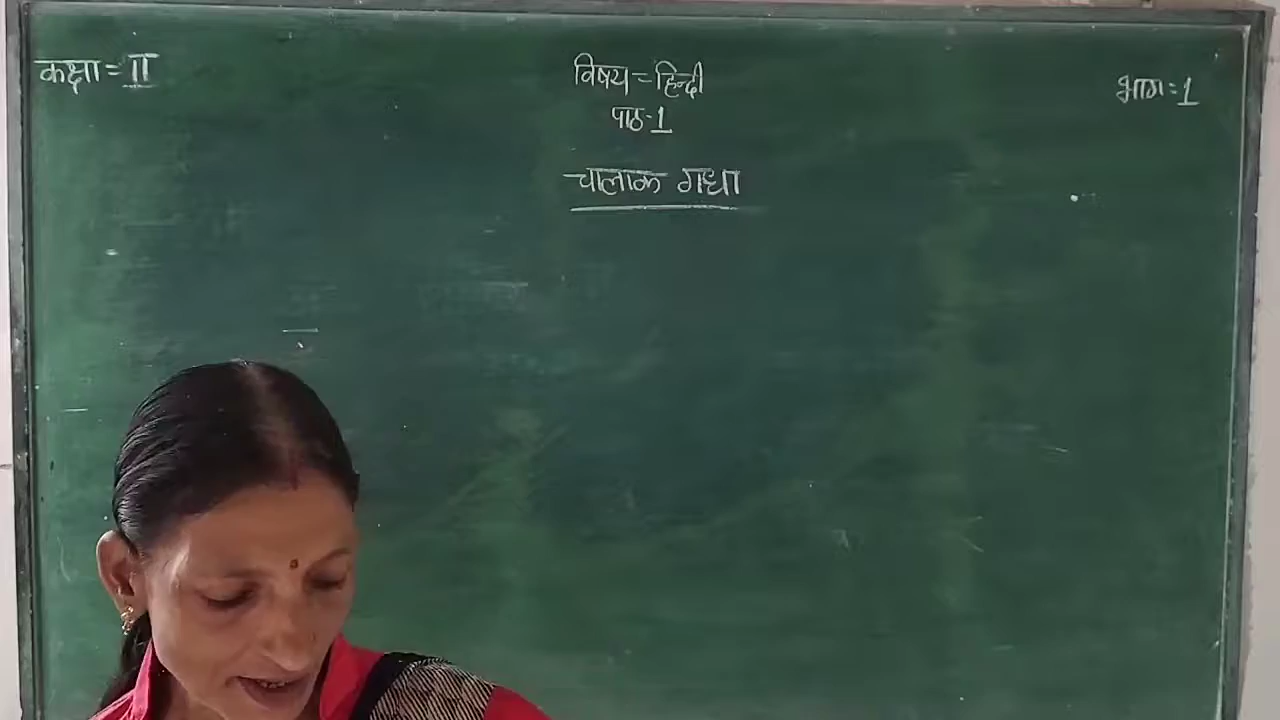 कक्षा = II
विषय = हिन्दी
भाग : 1
पाठ - 1
चालाक गधा